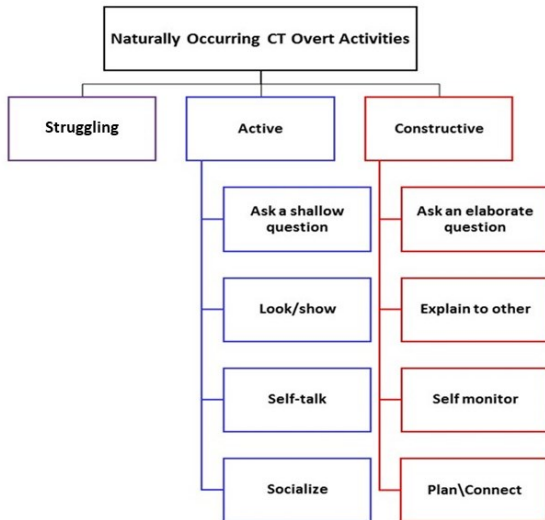 Naturally Occurring CT Overt Activities
Struggling
Active
Constructive
Ask a shallow
question
Ask an elaborate
question
Look/show
Explain to other
Self-talk
Self monitor
Socialize
Plan\Connect